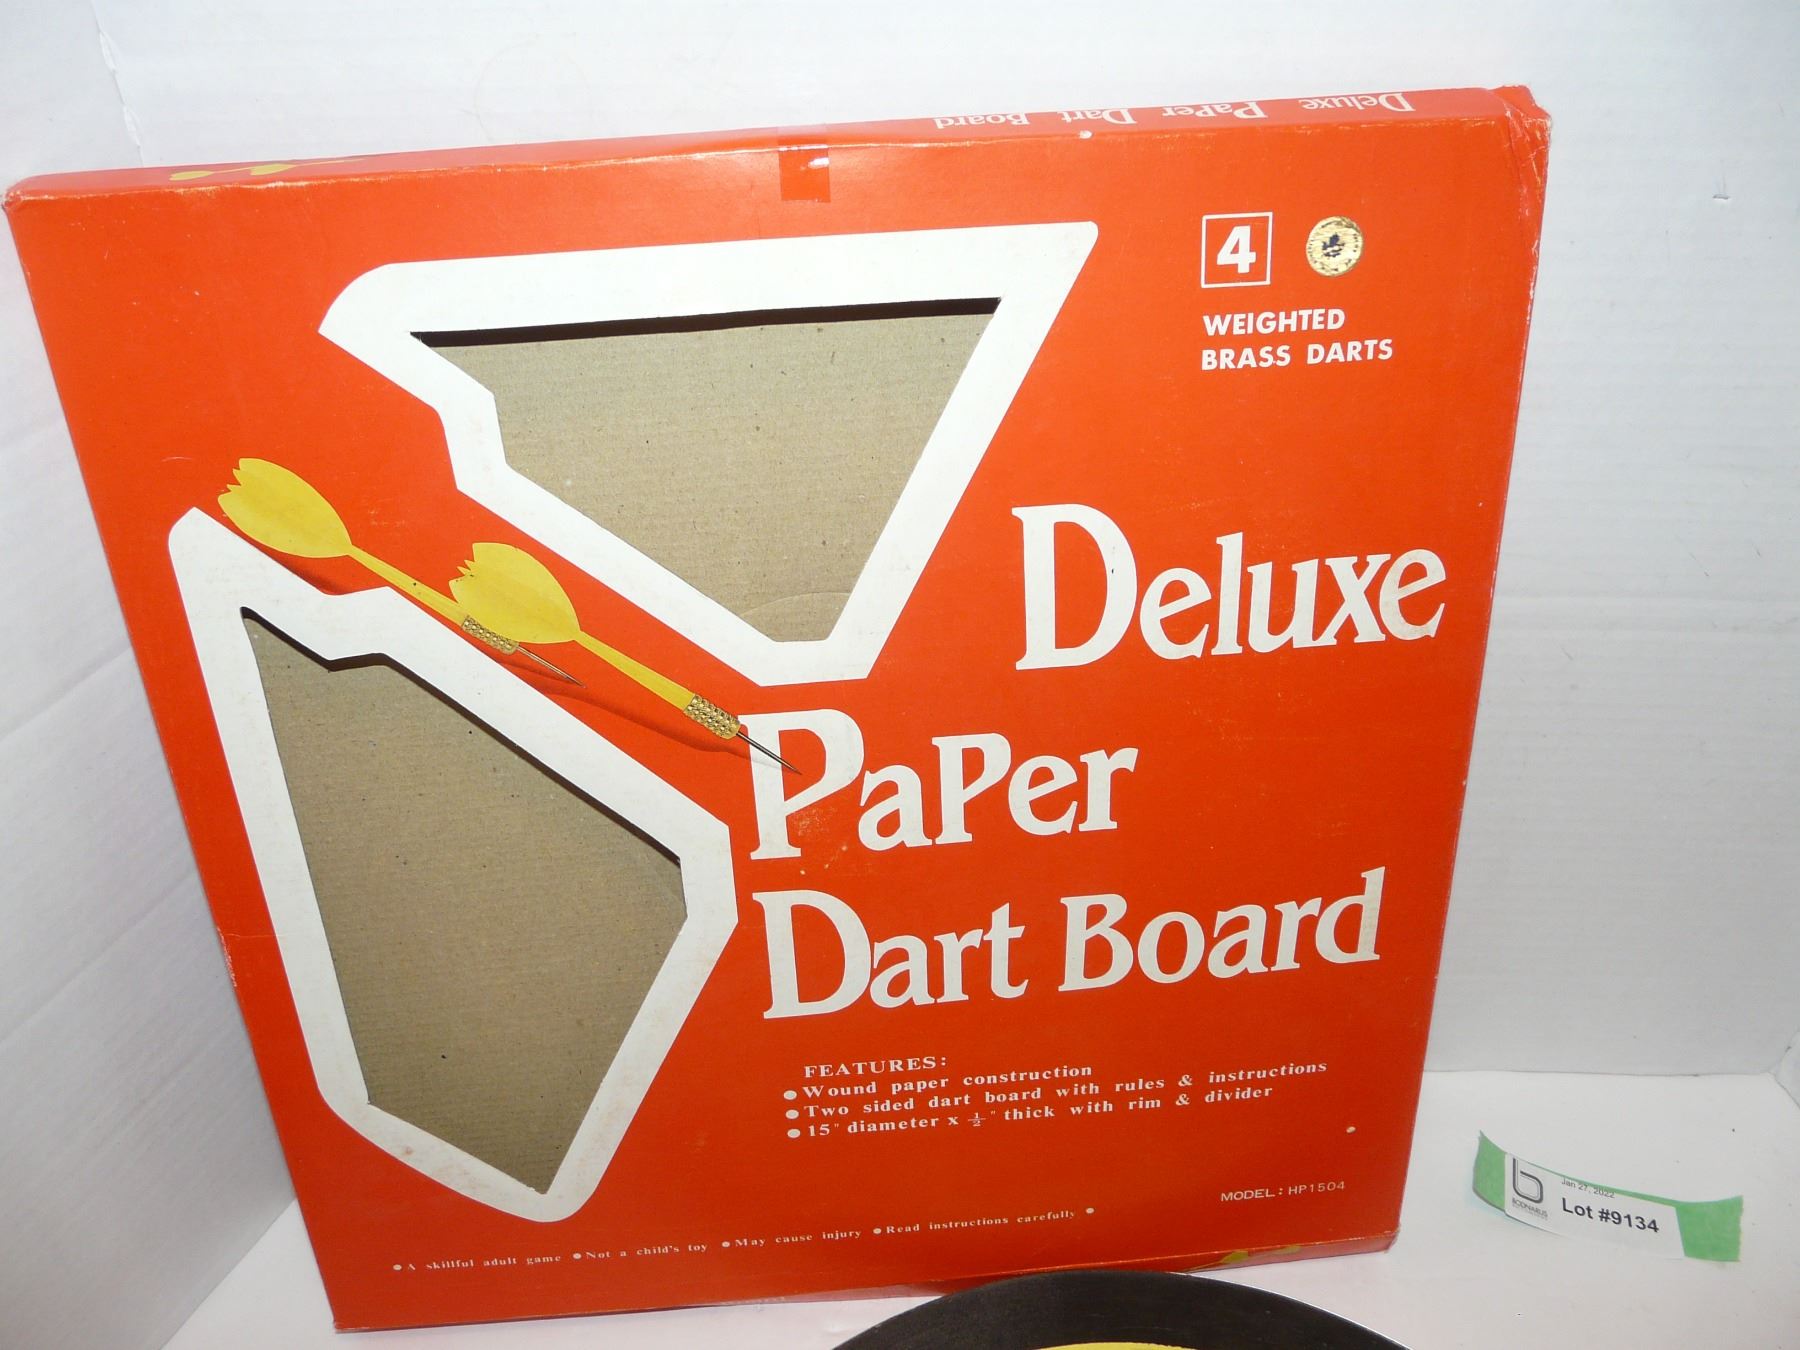 Deluxe Paper Dart Board
4
WEIGHTED
BRASS DARTS
Deluxe
PaPer
Dart Board
FEATURES:
●Wound paper construction
●Two sided dart board with rules & instructions
●15" diameter x ½" thick with rim & divider
MODEL: HP1504
●A skillful adult game ●Not a child's toy ●May cause injury ●Read instructions carefully ●
Jan 27, 2022
Lot #9134
BODNARUS